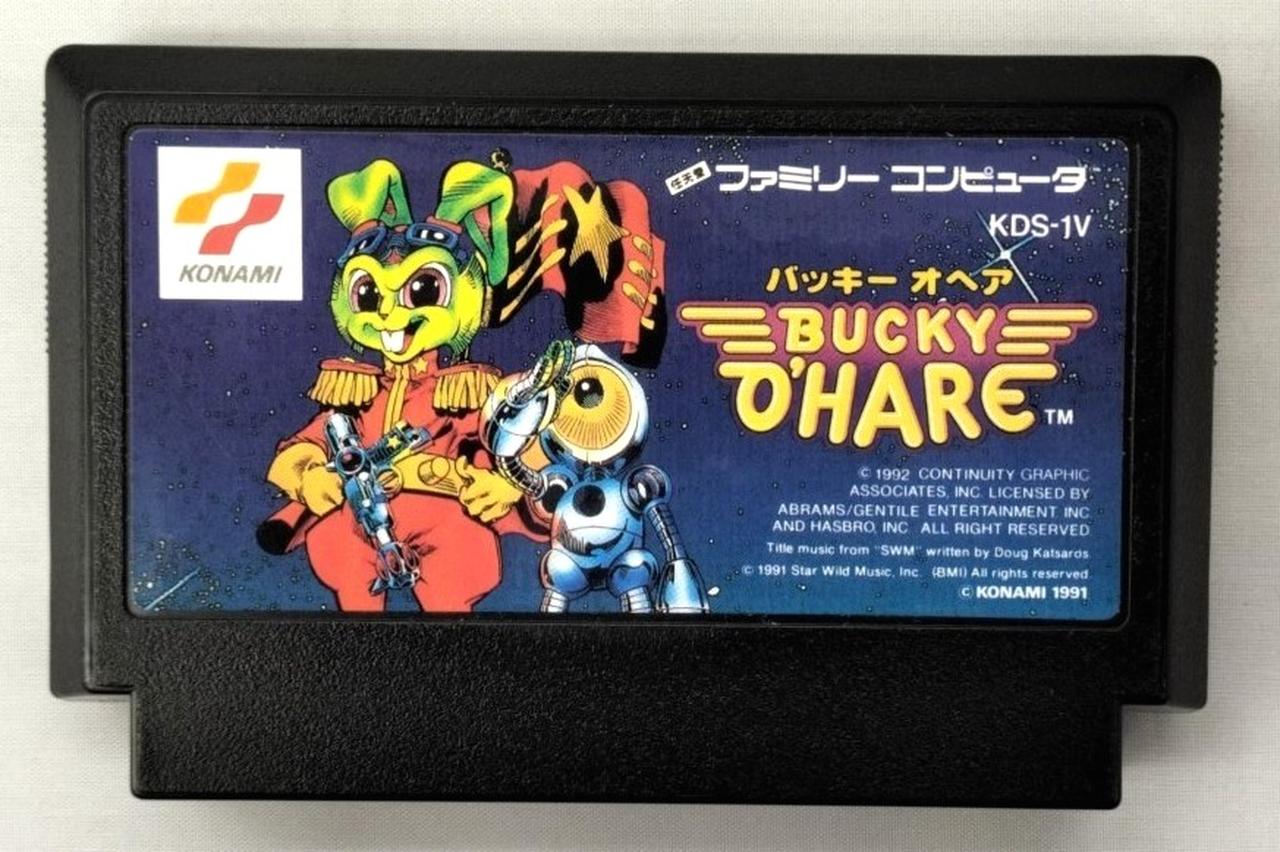 KONAMI
任天堂 ファミリー コンピュータ
KDS-1V
バッキー オヘア
BUCKY
O'HARE TM
© 1992 CONTINUITY GRAPHIC
ASSOCIATES, INC. LICENSED BY
ABRAMS/GENTILE ENTERTAINMENT INC
AND HASBRO, INC. ALL RIGHT RESERVED
Title music from "SWM" written by Doug Katsaros
© 1991 Star Wild Music, Inc. (BMI) All rights reserved.
© KONAMI 1991